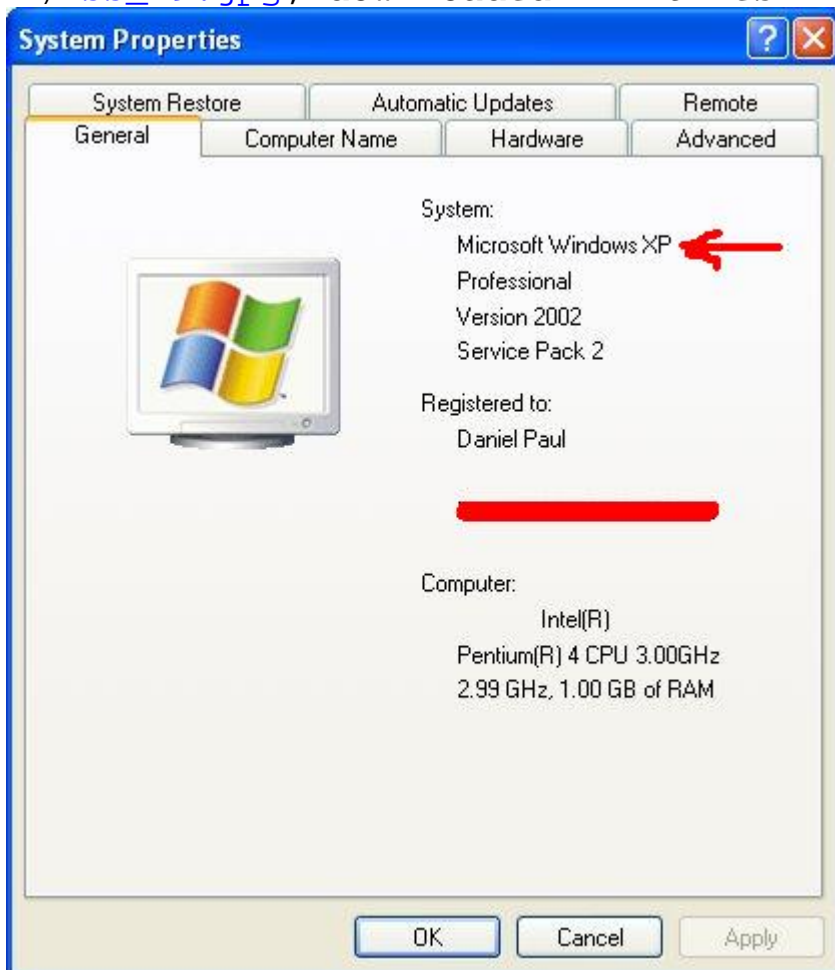 System Properties
System Restore Automatic Updates Remote
General Computer Name Hardware Advanced
System:
Microsoft Windows XP
Professional
Version 2002
Service Pack 2
Registered to:
Daniel Paul
Computer:
Intel(R)
Pentium(R) 4 CPU 3.00GHz
2.99 GHz, 1.00 GB of RAM
OK Cancel Apply